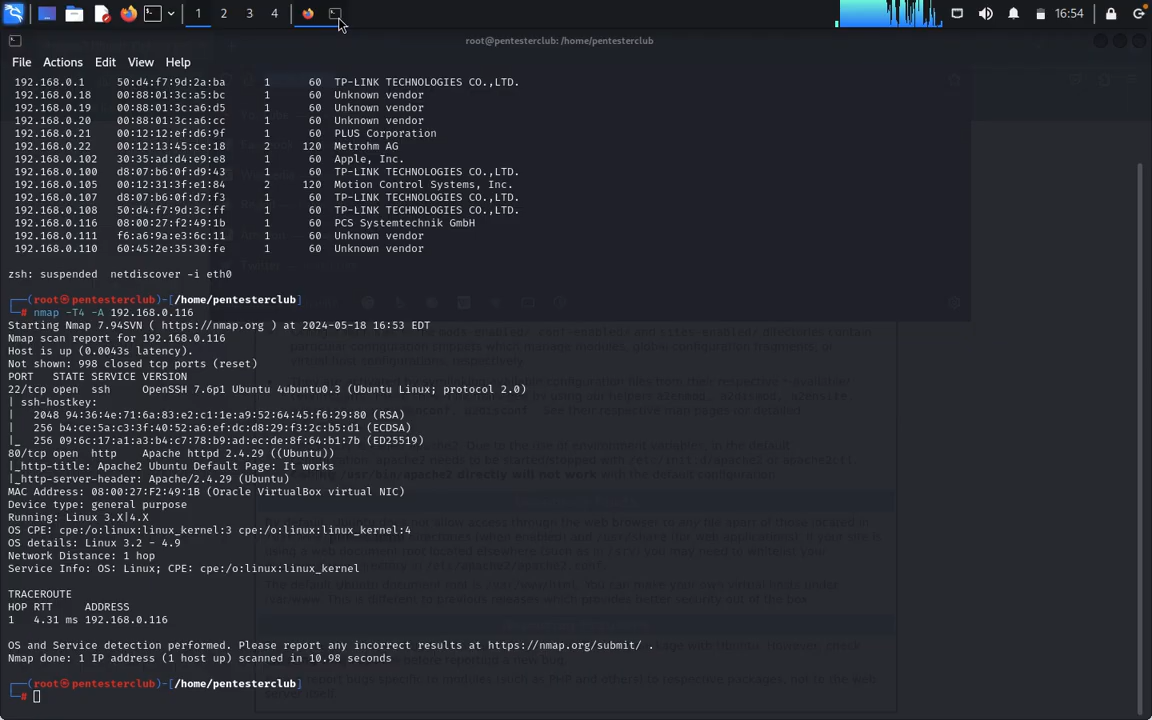 1 2 3 4 16:54
root@pentesterclub: /home/pentesterclub
File Actions Edit View Help
192.168.0.1 50:d4:f7:9d:2a:ba 1 60 TP-LINK TECHNOLOGIES CO.,LTD.
192.168.0.18 00:88:01:3c:a5:bc 1 60 Unknown vendor
192.168.0.19 00:88:01:3c:a6:d5 1 60 Unknown vendor
192.168.0.20 00:88:01:3c:a6:cc 1 60 Unknown vendor
192.168.0.21 00:12:12:ef:d6:9f 1 60 PLUS Corporation
192.168.0.22 00:12:13:45:ce:18 2 120 Metrohm AG
192.168.0.102 30:35:ad:d4:e9:e8 1 60 Apple, Inc.
192.168.0.100 d8:07:b6:0f:d9:43 1 60 TP-LINK TECHNOLOGIES CO.,LTD.
192.168.0.105 00:12:31:3f:e1:84 2 120 Motion Control Systems, Inc.
192.168.0.107 d8:07:b6:0f:d7:f3 1 60 TP-LINK TECHNOLOGIES CO.,LTD.
192.168.0.108 50:d4:f7:9d:3c:ff 1 60 TP-LINK TECHNOLOGIES CO.,LTD.
192.168.0.116 08:00:27:f2:49:1b 1 60 PCS Systemtechnik GmbH
192.168.0.111 f6:a6:9a:e3:6c:11 1 60 Unknown vendor
192.168.0.110 60:45:2e:35:30:fe 1 60 Unknown vendor
zsh: suspended netdiscover -i eth0
┌──(root㉿pentesterclub)-[/home/pentesterclub]
└─# nmap -T4 -A 192.168.0.116
Starting Nmap 7.94SVN ( https://nmap.org ) at 2024-05-18 16:53 EDT
Nmap scan report for 192.168.0.116
Host is up (0.0043s latency).
Not shown: 998 closed tcp ports (reset)
PORT STATE SERVICE VERSION
22/tcp open ssh OpenSSH 7.6p1 Ubuntu 4ubuntu0.3 (Ubuntu Linux; protocol 2.0)
| ssh-hostkey:
| 2048 94:36:4e:71:6a:83:e2:c1:1e:a9:52:64:45:f6:29:80 (RSA)
| 256 b4:ce:5a:c3:3f:40:52:a6:ef:dc:d8:29:f3:2c:b5:d1 (ECDSA)
|_ 256 09:6c:17:a1:a3:b4:c7:78:b9:ad:ec:de:8f:64:b1:7b (ED25519)
80/tcp open http Apache httpd 2.4.29 ((Ubuntu))
|_http-title: Apache2 Ubuntu Default Page: It works
|_http-server-header: Apache/2.4.29 (Ubuntu)
MAC Address: 08:00:27:F2:49:1B (Oracle VirtualBox virtual NIC)
Device type: general purpose
Running: Linux 3.X|4.X
OS CPE: cpe:/o:linux:linux_kernel:3 cpe:/o:linux:linux_kernel:4
OS details: Linux 3.2 - 4.9
Network Distance: 1 hop
Service Info: OS: Linux; CPE: cpe:/o:linux:linux_kernel
TRACEROUTE
HOP RTT ADDRESS
1 4.31 ms 192.168.0.116
OS and Service detection performed. Please report any incorrect results at https://nmap.org/submit/ .
Nmap done: 1 IP address (1 host up) scanned in 10.98 seconds
┌──(root㉿pentesterclub)-[/home/pentesterclub]
└─#